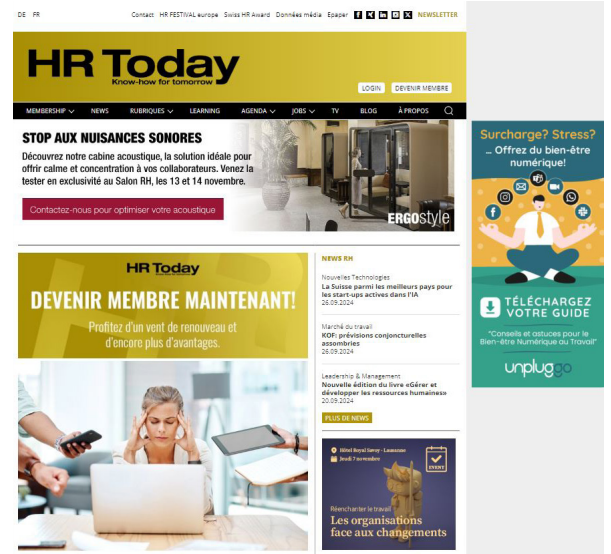 DE FR
Contact HR FESTIVAL europe Swiss HR Award Données média Epaper NEWSLETTER
HR Today
Know-how for tomorrow
LOGIN DEVENIR MEMBRE
MEMBERSHIP NEWS RUBRIQUES LEARNING AGENDA JOBS TV BLOG À PROPOS
STOP AUX NUISANCES SONORES
Découvrez notre cabine acoustique, la solution idéale pour
offrir calme et concentration à vos collaborateurs. Venez la
tester en exclusivité au Salon RH, les 13 et 14 novembre.
Contactez-nous pour optimiser votre acoustique
ERGOstyle
HR Today
DEVENIR MEMBRE MAINTENANT!
Profitez d'un vent de renouveau et
d'encore plus d'avantages.
NEWS RH
Nouvelles Technologies
La Suisse parmi les meilleurs pays pour
les start-ups actives dans l'IA
26.09.2024
Marché du travail
KOF: prévisions conjoncturelles
assombries
26.09.2024
Leadership & Management
Nouvelle édition du livre «Gérer et
développer les ressources humaines»
20.09.2024
PLUS DE NEWS
Hôtel Royal Savoy - Lausanne
Jeudi 7 novembre
EVENT
Réenchanter le travail
Les organisations
face aux changements
Surcharge? Stress?
... Offrez du bien-être
numérique!
TÉLÉCHARGEZ
VOTRE GUIDE
"Conseils et astuces pour le
Bien-être Numérique au Travail"
unpluggo